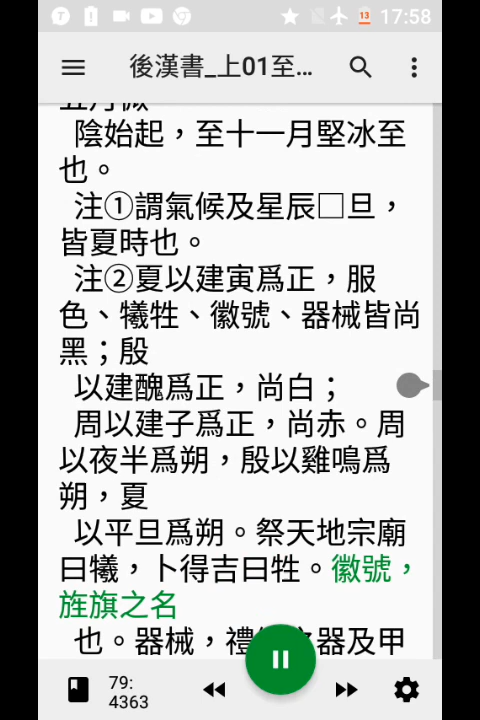 13 17:58
後漢書_上01至...
陰始起，至十一月堅冰至
也。
注①謂氣候及星辰□旦，
皆夏時也。
注②夏以建寅爲正，服
色、犧牲、徽號、器械皆尚
黑；殷
以建醜爲正，尚白；
周以建子爲正，尚赤。周
以夜半爲朔，殷以雞鳴爲
朔，夏
以平旦爲朔。祭天地宗廟
曰犧，卜得吉曰牲。徽號，
旌旗之名
也。器械，禮之器及甲
79:
4363